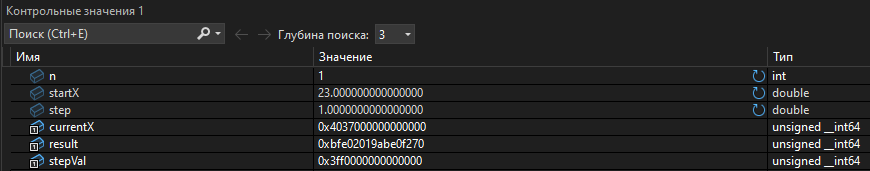 Контрольные значения 1
Поиск (Ctrl+E) Глубина поиска: 3
Имя Значение Тип
n 1 int
startX 23.000000000000000 double
step 1.0000000000000000 double
currentX 0x4037000000000000 unsigned __int64
result 0xbfe02019abe0f270 unsigned __int64
stepVal 0x3ff0000000000000 unsigned __int64